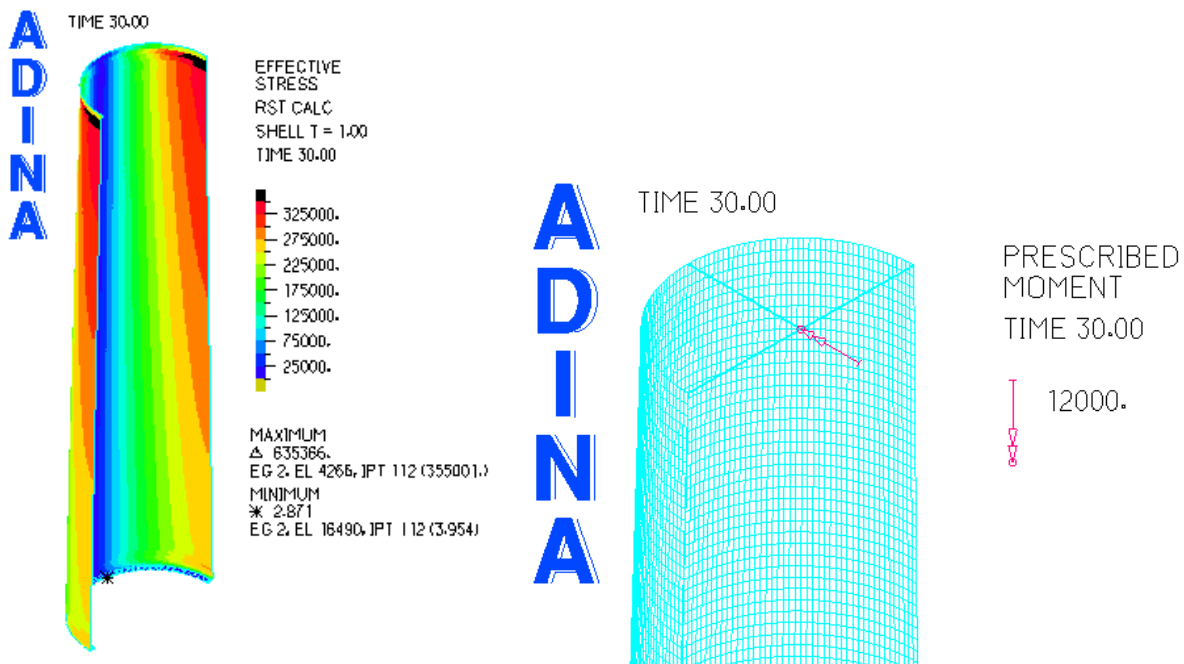 ADINA
TIME 30.00
EFFECTIVE
STRESS
RST CALC
SHELL T = 1.00
TIME 30.00
325000.
275000.
225000.
175000.
125000.
75000.
25000.
MAXIMUM
△ 635366.
EG 2, EL 4266, IPT 112 (355001.)
MINIMUM
✳ 2.871
EG 2, EL 16490, IPT 112 (3.954)
ADINA
TIME 30.00
PRESCRIBED
MOMENT
TIME 30.00
12000.